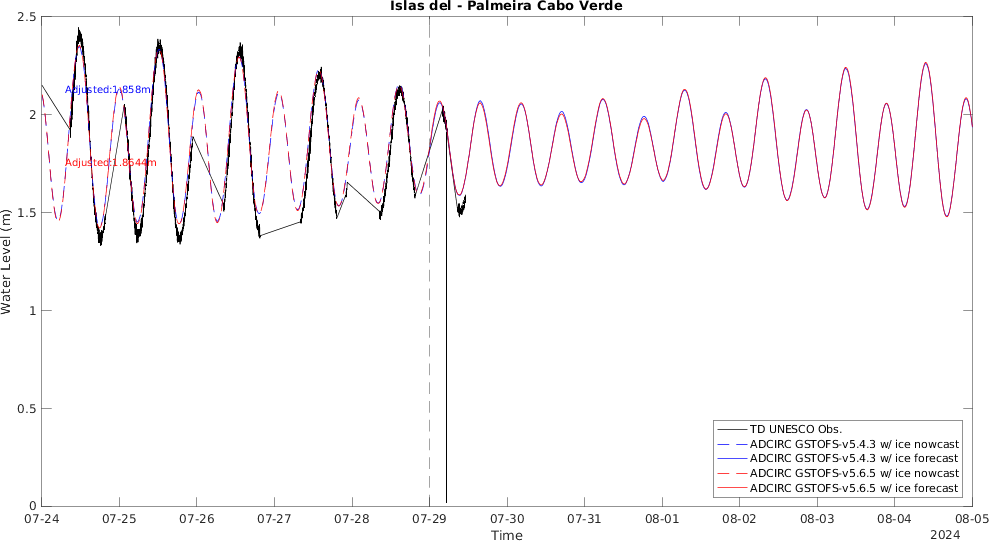 Islas del - Palmeira Cabo Verde
2.5
2
1.5
1
0.5
0
Water Level (m)
Adjusted:1.858m
Adjusted:1.8644m
TD UNESCO Obs.
ADCIRC GSTOFS-v5.4.3 w/ ice nowcast
ADCIRC GSTOFS-v5.4.3 w/ ice forecast
ADCIRC GSTOFS-v5.6.5 w/ ice nowcast
ADCIRC GSTOFS-v5.6.5 w/ ice forecast
07-24 07-25 07-26 07-27 07-28 07-29 07-30 07-31 08-01 08-02 08-03 08-04 08-05
Time
2024